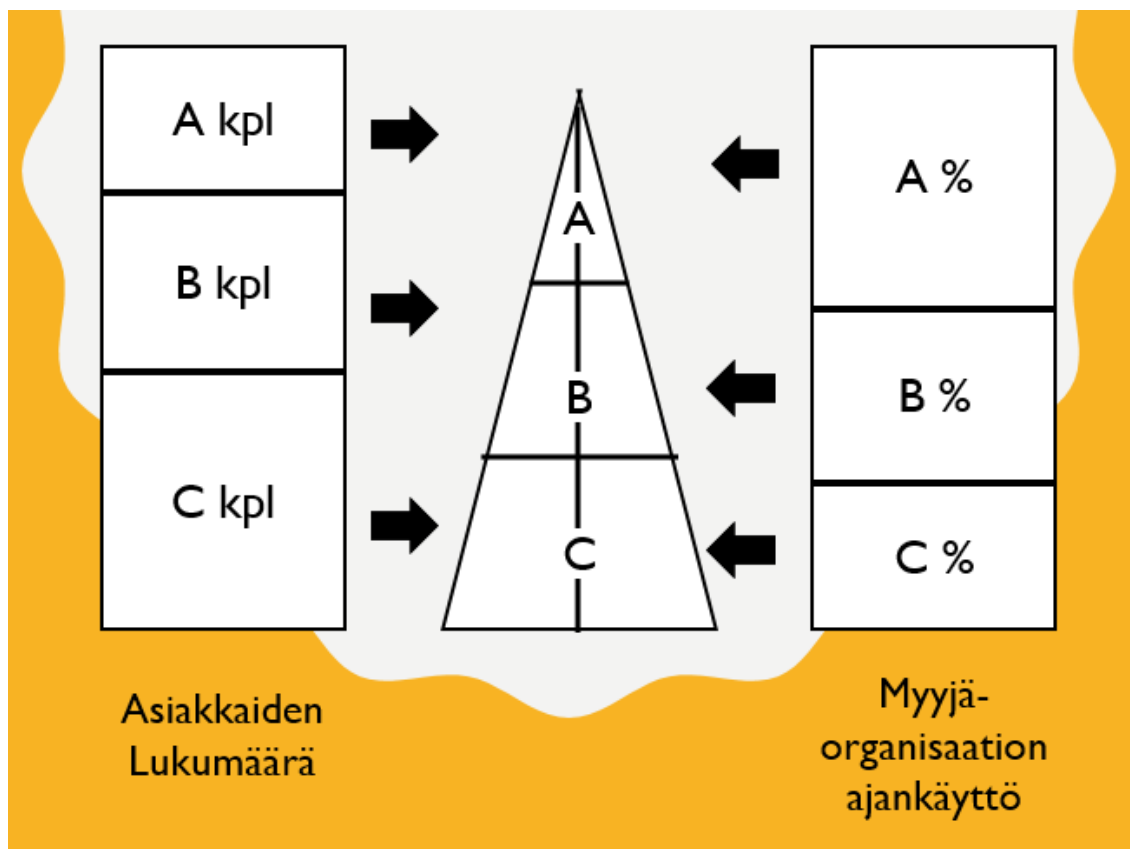 A kpl
B kpl
C kpl
Asiakkaiden
Lukumäärä
A
B
C
A %
B %
C %
Myyjä-
organisaation
ajankäyttö